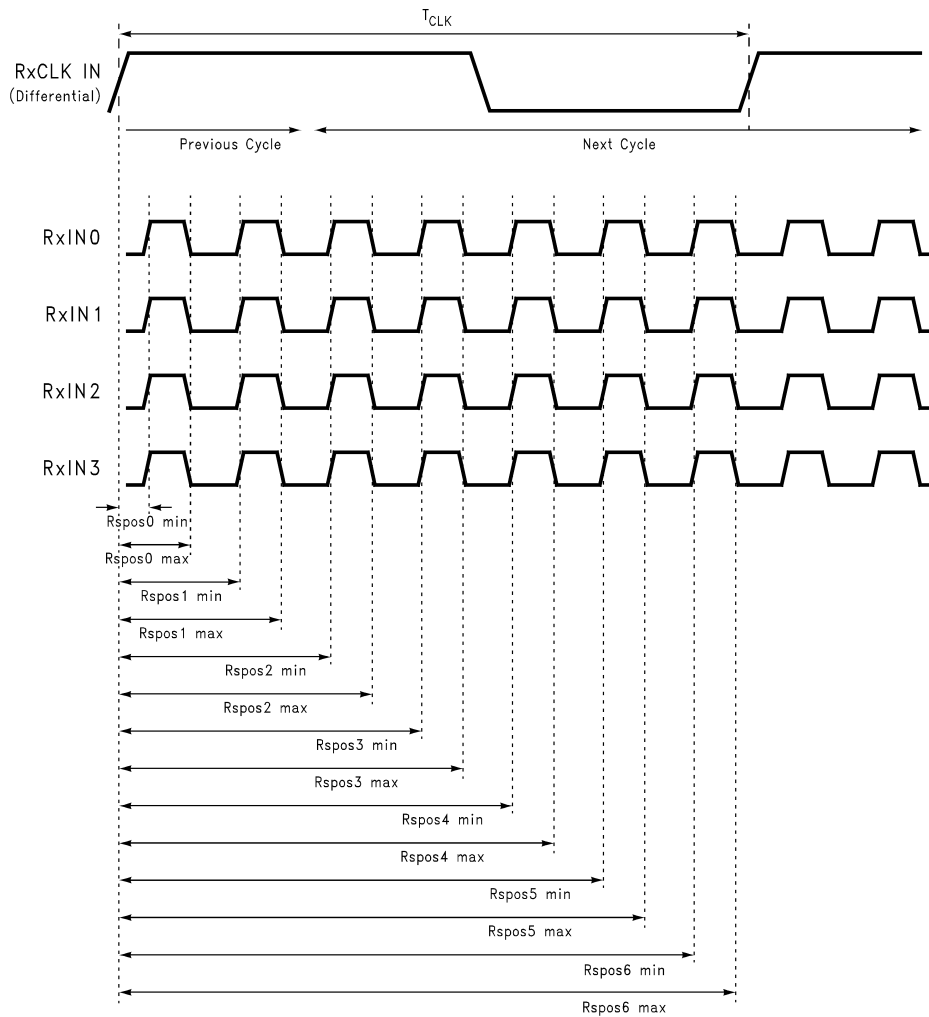 TCLK
RxCLK IN
(Differential)
Previous Cycle
Next Cycle
RxIN0
RxIN1
RxIN2
RxIN3
Rspos0 min
Rspos0 max
Rspos1 min
Rspos1 max
Rspos2 min
Rspos2 max
Rspos3 min
Rspos3 max
Rspos4 min
Rspos4 max
Rspos5 min
Rspos5 max
Rspos6 min
Rspos6 max